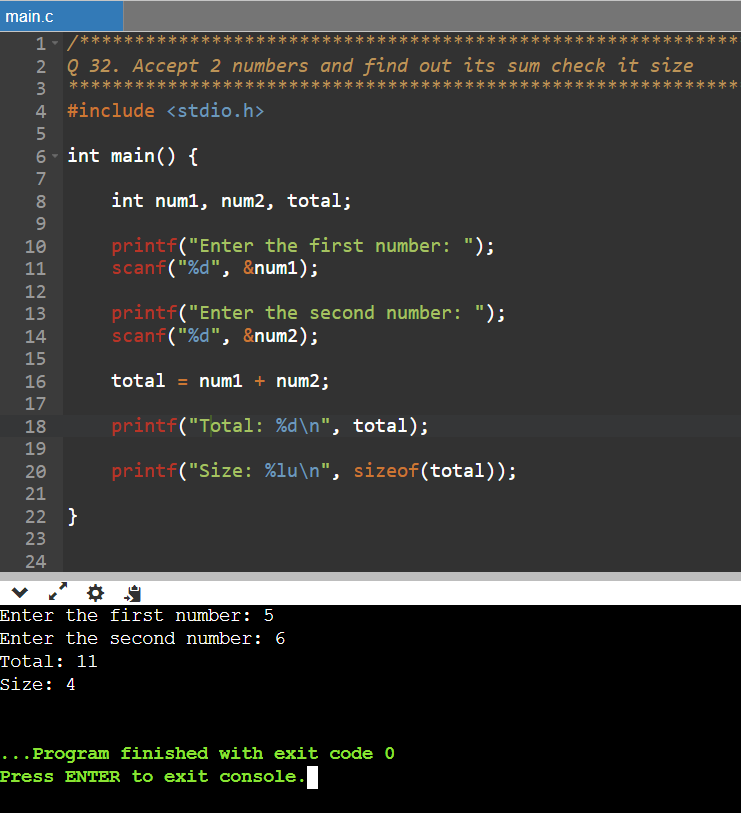 main.c
1 /************************************************************
2 Q 32. Accept 2 numbers and find out its sum check it size
3 ************************************************************
4 #include <stdio.h>
5
6 int main() {
7
8 int num1, num2, total;
9
10 printf("Enter the first number: ");
11 scanf("%d", &num1);
12
13 printf("Enter the second number: ");
14 scanf("%d", &num2);
15
16 total = num1 + num2;
17
18 printf("Total: %d\n", total);
19
20 printf("Size: %lu\n", sizeof(total));
21
22 }
23
24
Enter the first number: 5
Enter the second number: 6
Total: 11
Size: 4
...Program finished with exit code 0
Press ENTER to exit console.